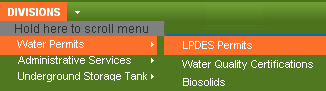 DIVISIONS
Hold here to scroll menu
Water Permits
Administrative Services
Underground Storage Tank
LPDES Permits
Water Quality Certifications
Biosolids